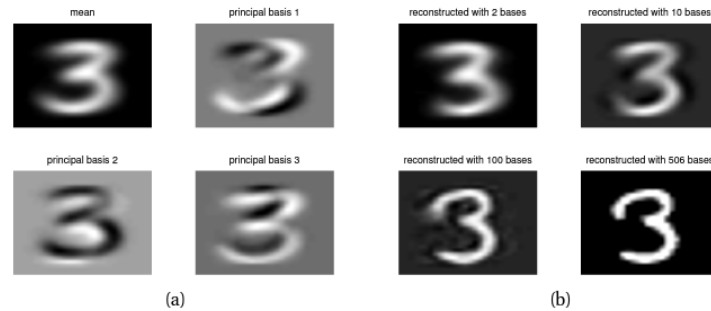 mean
principal basis 1
principal basis 2
principal basis 3
(a)
reconstructed with 2 bases
reconstructed with 10 bases
reconstructed with 100 bases
reconstructed with 506 bases
(b)